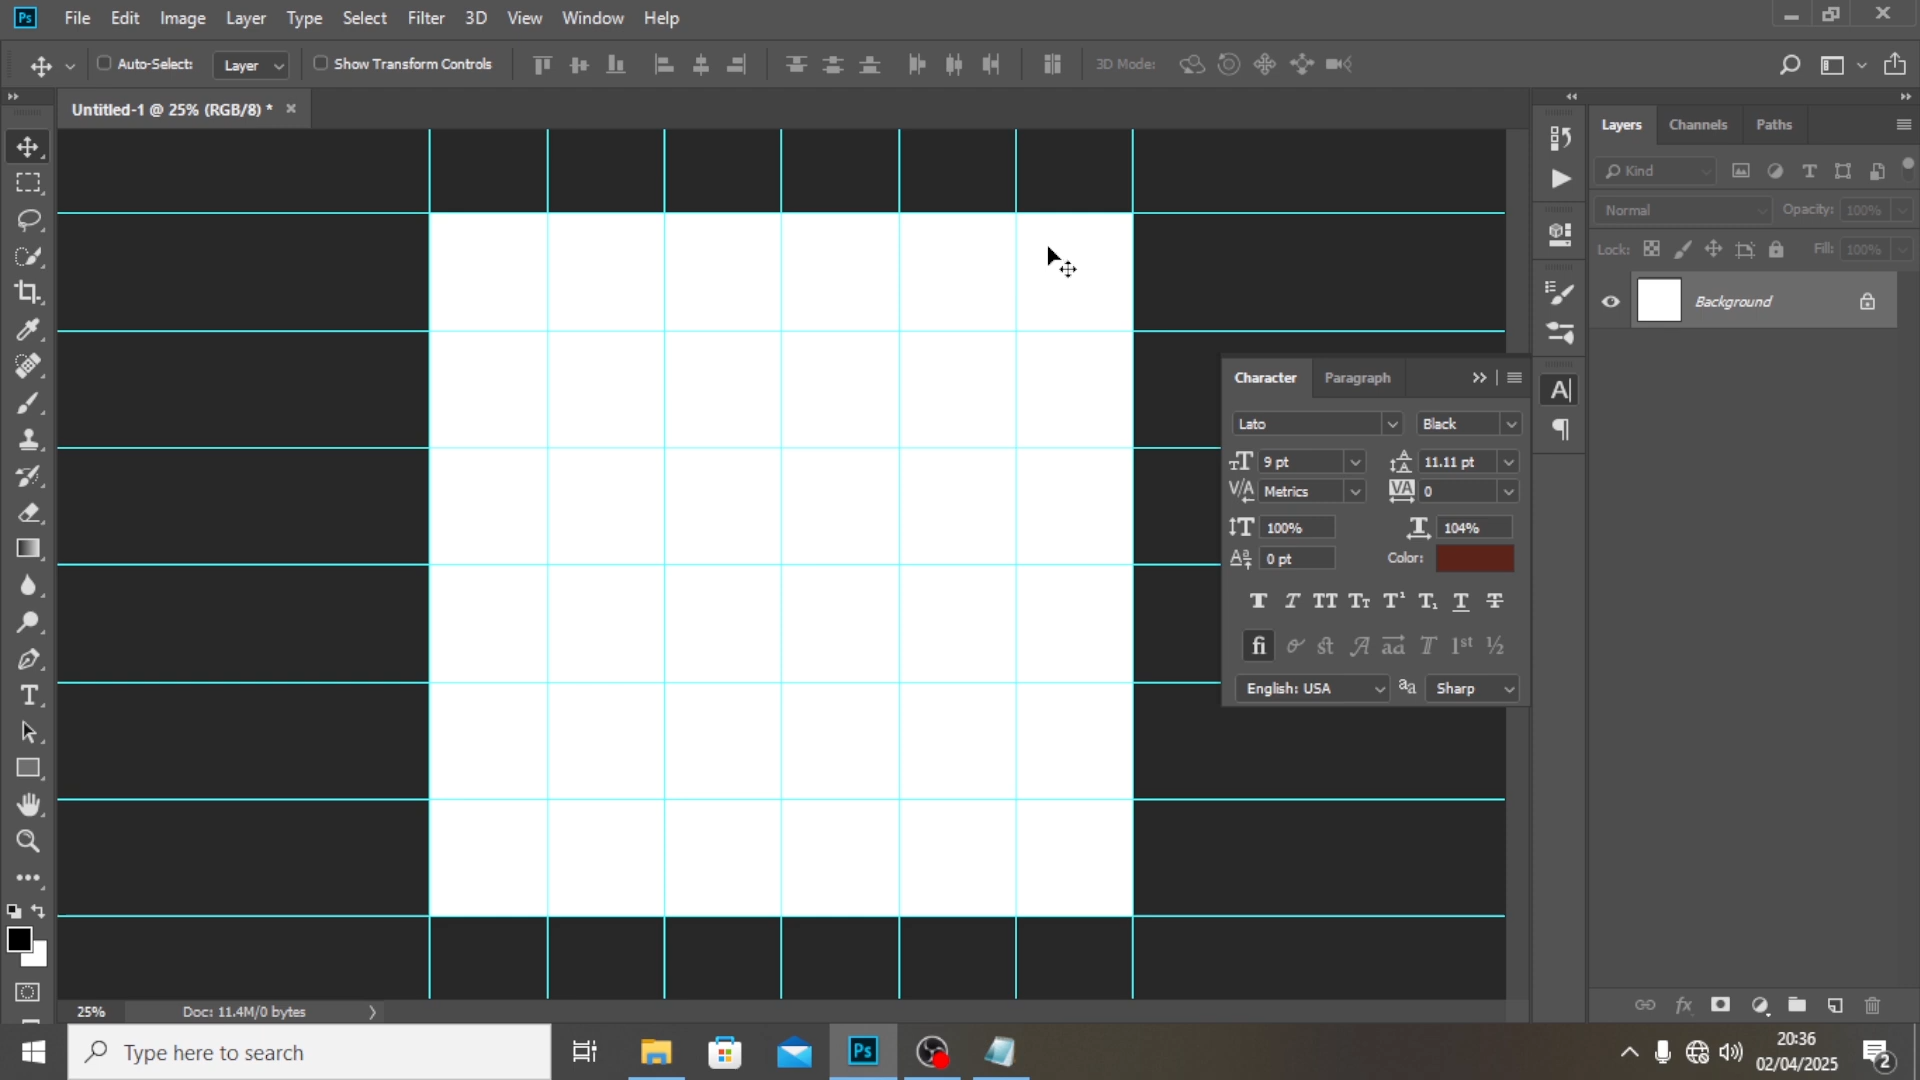 Ps File Edit Image Layer Type Select Filter 3D View Window Help
Auto-Select: Layer Show Transform Controls 3D Mode:
Untitled-1 @ 25% (RGB/8) * ×
Layers Channels Paths
Kind
Normal Opacity: 100%
Lock: Fill: 100%
Background
Character Paragraph
Lato Black
9 pt 11.11 pt
Metrics 0
100% 104%
0 pt Color:
English: USA Sharp
25% Doc: 11.4M/0 bytes
Type here to search
Ps
20:36
02/04/2025
2